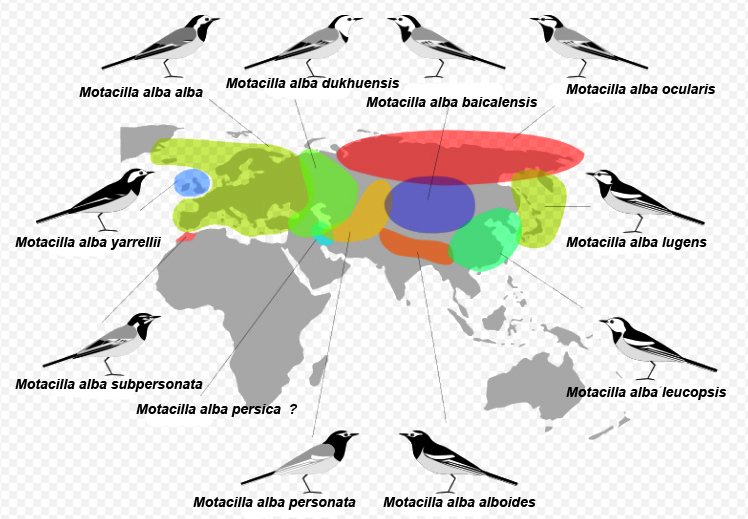 Motacilla alba alba
Motacilla alba dukhuensis
Motacilla alba baicalensis
Motacilla alba ocularis
Motacilla alba yarrellii
Motacilla alba lugens
Motacilla alba subpersonata
Motacilla alba leucopsis
Motacilla alba persica ?
Motacilla alba personata
Motacilla alba alboides